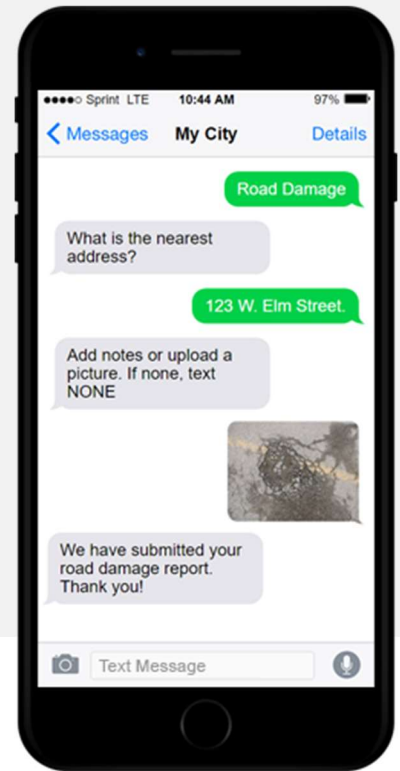 Sprint LTE 10:44 AM 97%
Messages My City Details
Road Damage
What is the nearest
address?
123 W. Elm Street.
Add notes or upload a
picture. If none, text
NONE
We have submitted your
road damage report.
Thank you!
Text Message